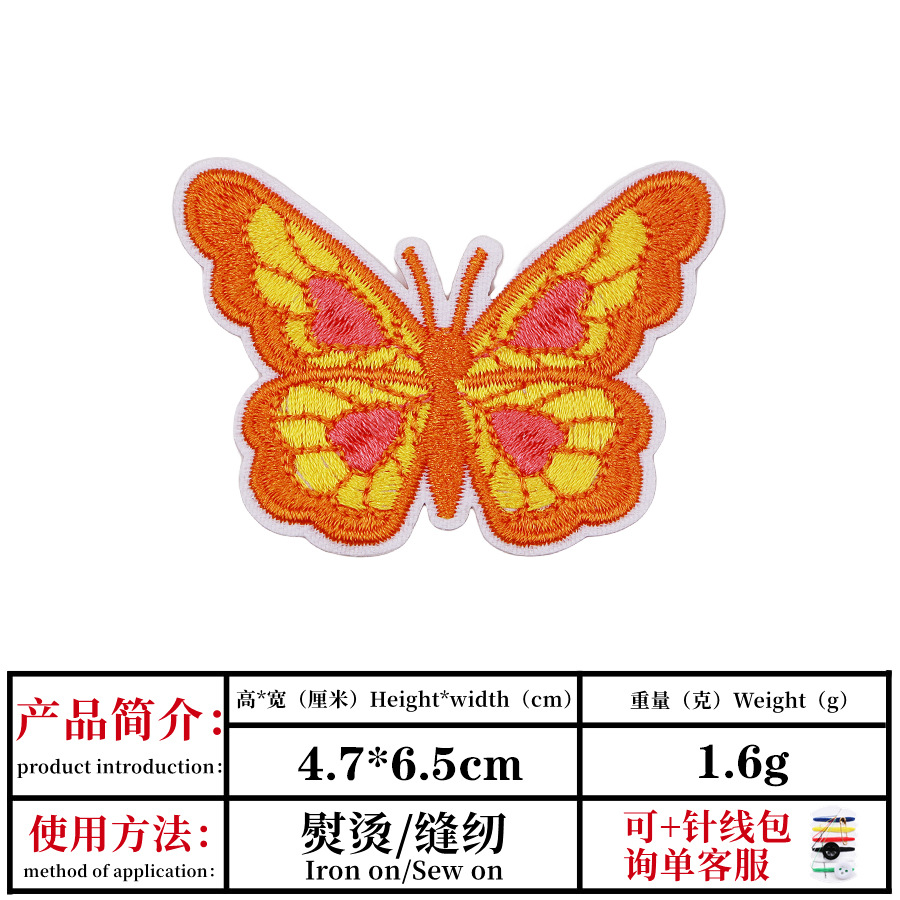 产品简介：
product introduction：
高*宽（厘米）Height*width（cm）
重量（克）Weight（g）
4.7*6.5cm
1.6g
使用方法：
method of application：
熨烫/缝纫
Iron on/Sew on
可+针线包
询单客服